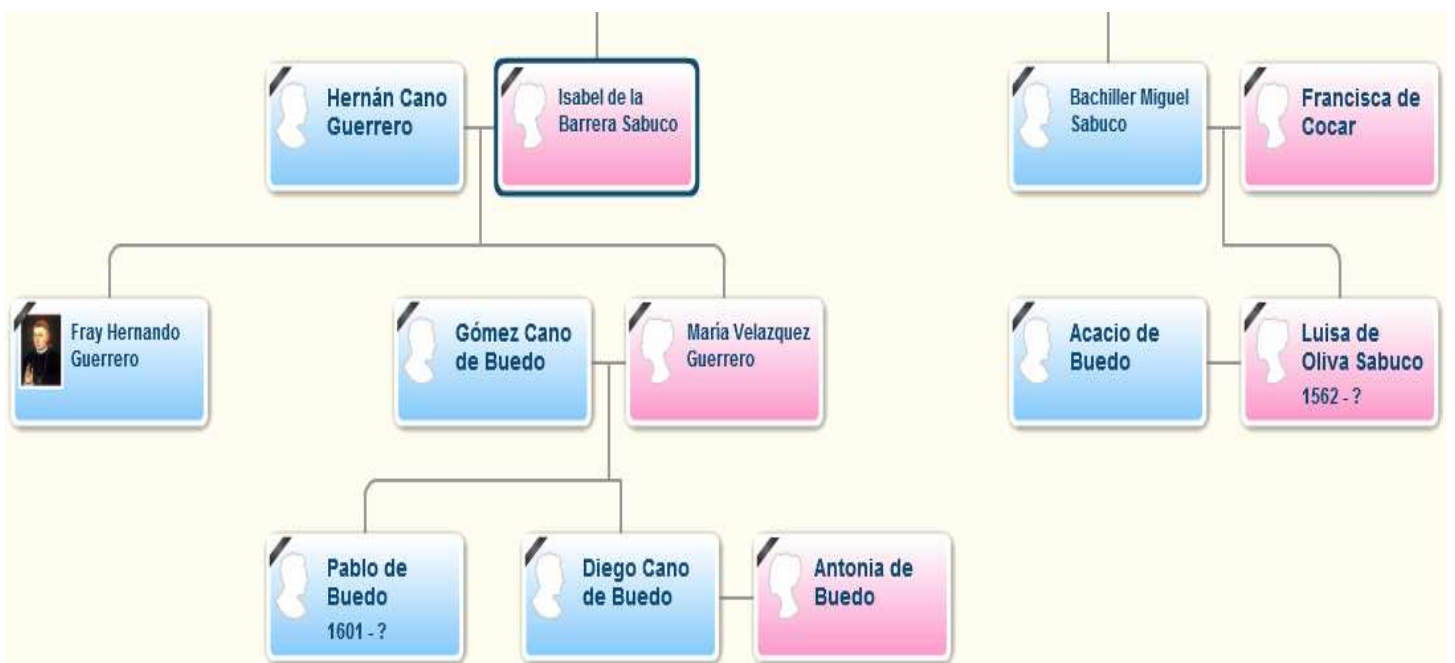 Hernán Cano
Guerrero
Isabel de la
Barrera Sabuco
Bachiller Miguel
Sabuco
Francisca de
Cocar
Fray Hernando
Guerrero
Gómez Cano
de Buedo
María Velazquez
Guerrero
Acacio de
Buedo
Luisa de
Oliva Sabuco
1562 - ?
Pablo de
Buedo
1601 - ?
Diego Cano
de Buedo
Antonia de
Buedo